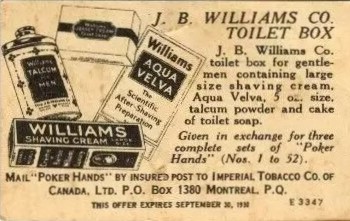 J. B. WILLIAMS CO.
TOILET BOX
J. B. Williams Co.
toilet box for gentle-
men containing large
size shaving cream,
Aqua Velva, 5 oz. size,
talcum powder and cake
of toilet soap.
Given in exchange for three
complete sets of "Poker
Hands" (Nos. 1 to 52).
MAIL "POKER HANDS" BY INSURED POST TO IMPERIAL TOBACCO CO. OF
CANADA, LTD. P.O. BOX 1380 MONTREAL, P.Q.
THIS OFFER EXPIRES SEPTEMBER 30, 1938
E 3347
Williams
AQUA
VELVA
The
Scientific
After-Shaving
Preparation
WILLIAMS
TALCUM
MEN
WILLIAMS
SHAVING CREAM